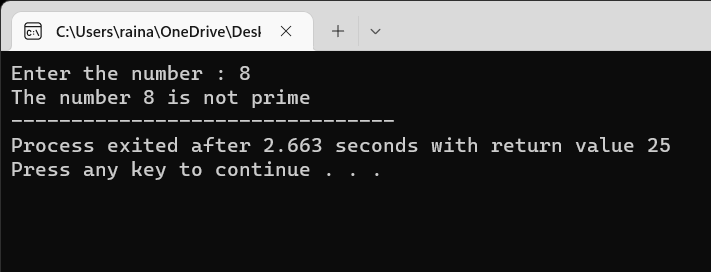 C:\Users\raina\OneDrive\Desk
Enter the number : 8
The number 8 is not prime
--------------------------------
Process exited after 2.663 seconds with return value 25
Press any key to continue . . .